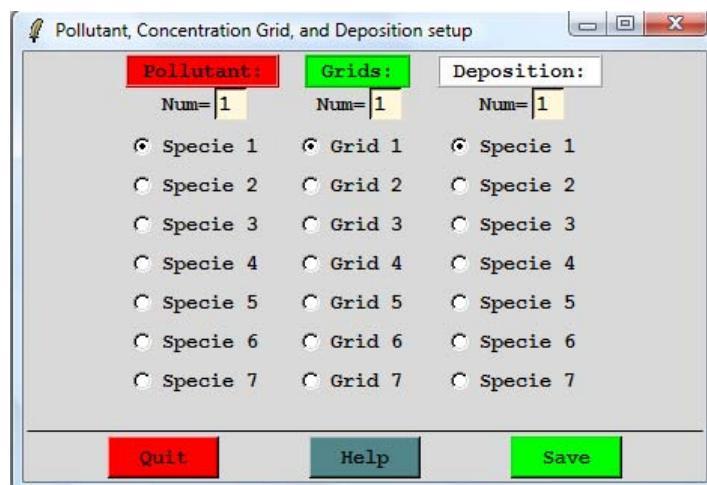 Pollutant, Concentration Grid, and Deposition setup
Pollutant: Grids: Deposition:
Num= 1 Num= 1 Num= 1
Specie 1 Grid 1 Specie 1
Specie 2 Grid 2 Specie 2
Specie 3 Grid 3 Specie 3
Specie 4 Grid 4 Specie 4
Specie 5 Grid 5 Specie 5
Specie 6 Grid 6 Specie 6
Specie 7 Grid 7 Specie 7
Quit Help Save